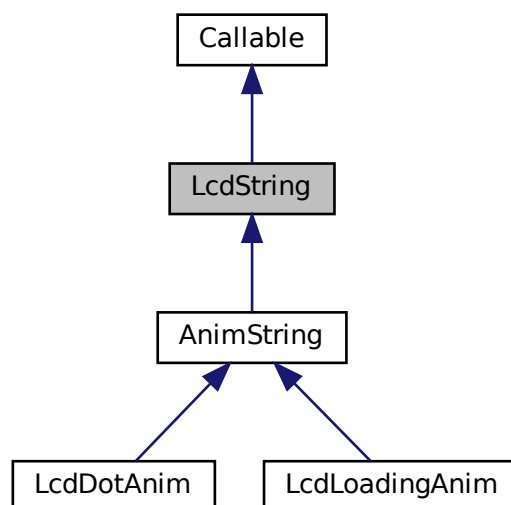 Callable
LcdString
AnimString
LcdDotAnim
LcdLoadingAnim